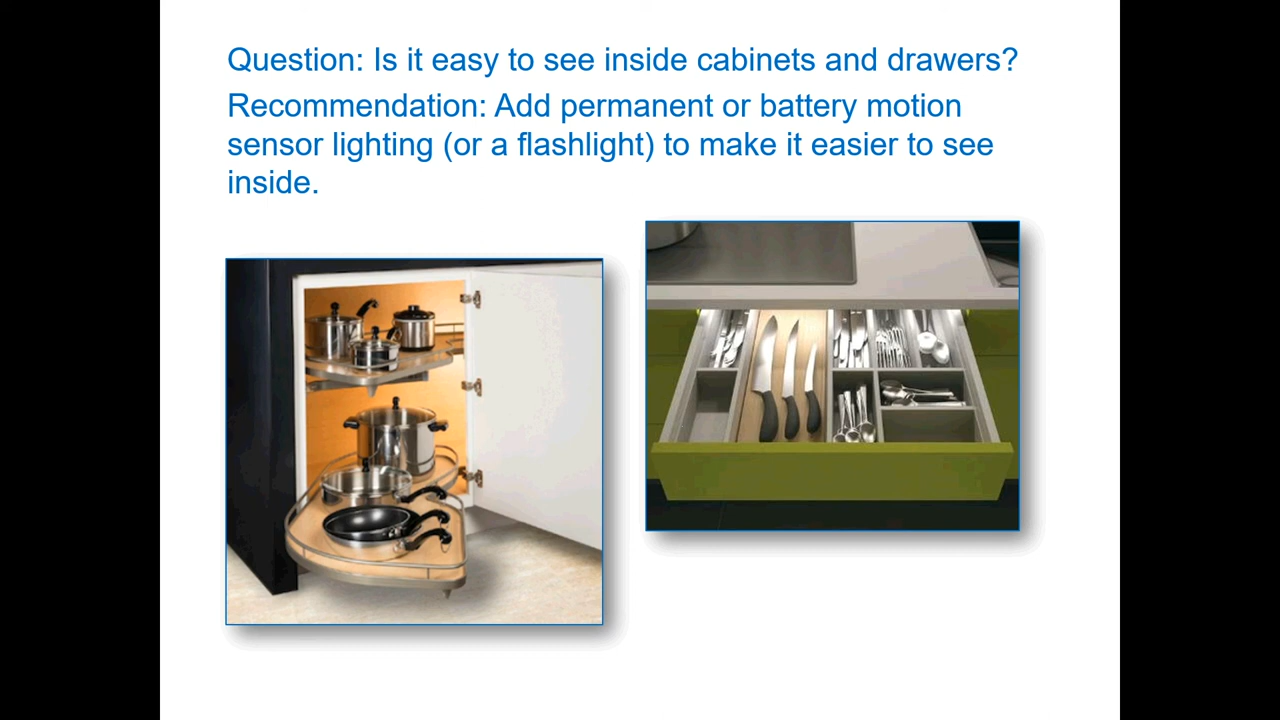 Question: Is it easy to see inside cabinets and drawers?
Recommendation: Add permanent or battery motion
sensor lighting (or a flashlight) to make it easier to see
inside.